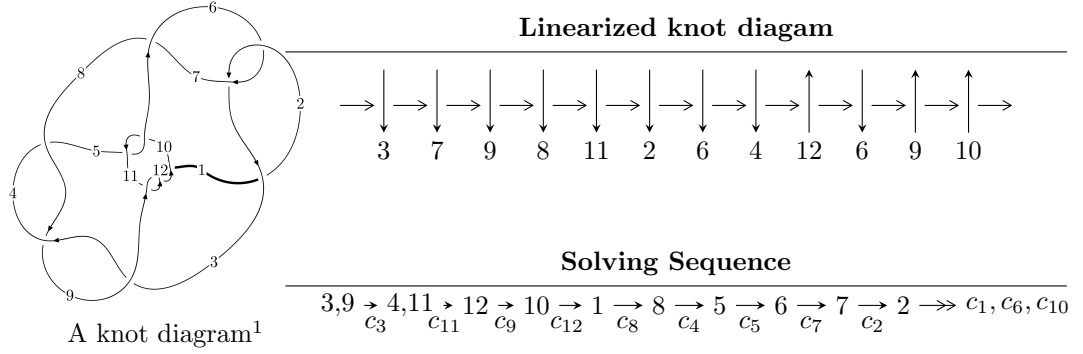 6
8
7
2
5
10
11
12
1
4
3
9
A knot diagram¹
Linearized knot diagam
3 7 9 8 11 2 6 4 12 6 9 10
Solving Sequence
3,9 → 4,11 → 12 → 10 → 1 → 8 → 5 → 6 → 7 → 2 →→ c₁, c₆, c₁₀
c₃ c₁₁ c₉ c₁₂ c₈ c₄ c₅ c₇ c₂